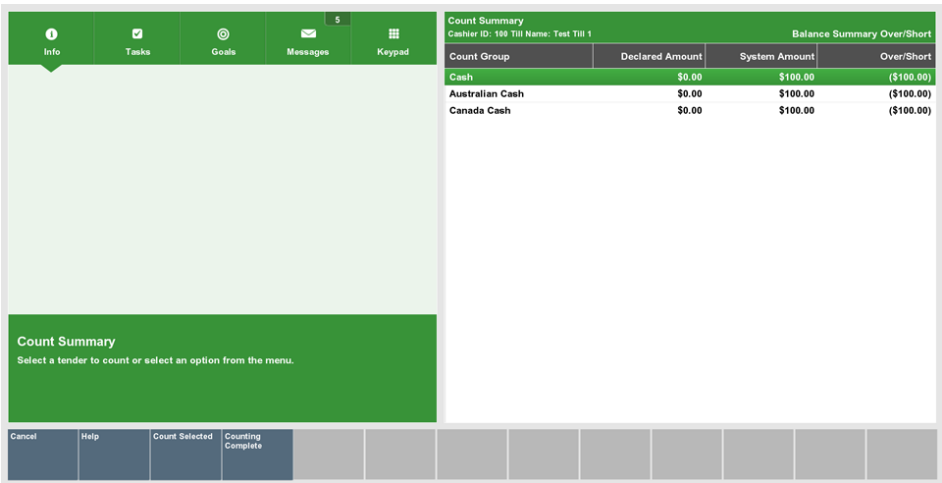 5
Info Tasks Goals Messages Keypad
Count Summary
Select a tender to count or select an option from the menu.
Count Summary
Cashier ID: 100 Till Name: Test Till 1 Balance Summary Over/Short
Count Group Declared Amount System Amount Over/Short
Cash $0.00 $100.00 ($100.00)
Australian Cash $0.00 $100.00 ($100.00)
Canada Cash $0.00 $100.00 ($100.00)
Cancel Help Count Selected Counting
Complete